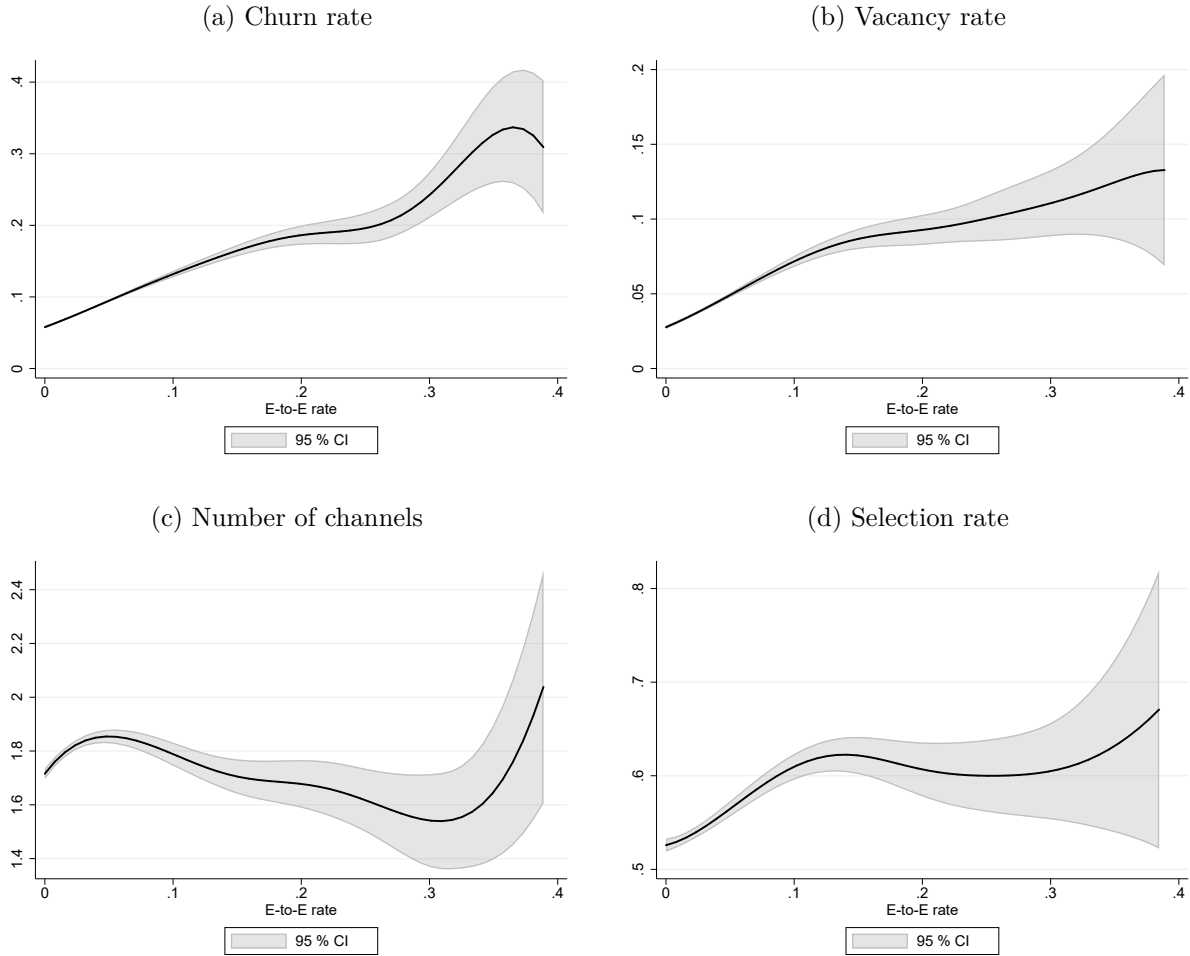 (a) Churn rate
.4
.3
.2
.1
0
0 .1 .2 .3 .4
E-to-E rate
95 % CI
(b) Vacancy rate
.2
.15
.1
.05
0
0 .1 .2 .3 .4
E-to-E rate
95 % CI
(c) Number of channels
2.4
2.2
2
1.8
1.6
1.4
0 .1 .2 .3 .4
E-to-E rate
95 % CI
(d) Selection rate
.8
.7
.6
.5
0 .1 .2 .3 .4
E-to-E rate
95 % CI